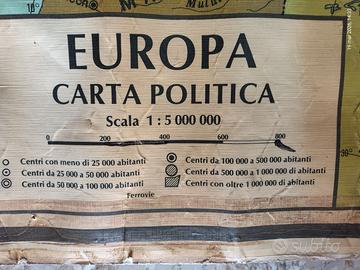 10°
EUROPA
CARTA POLITICA
Scala 1 : 5 000 000
0 200 400 600 800
Centri con meno di 25 000 abitanti
Centri da 25 000 a 50 000 abitanti
Centri da 50 000 a 100 000 abitanti
Centri da 100 000 a 500 000 abitanti
Centri da 500 000 a 1 000 000 di abitanti
Centri con oltre 1 000 000 di abitanti
Ferrovie
30°
subito